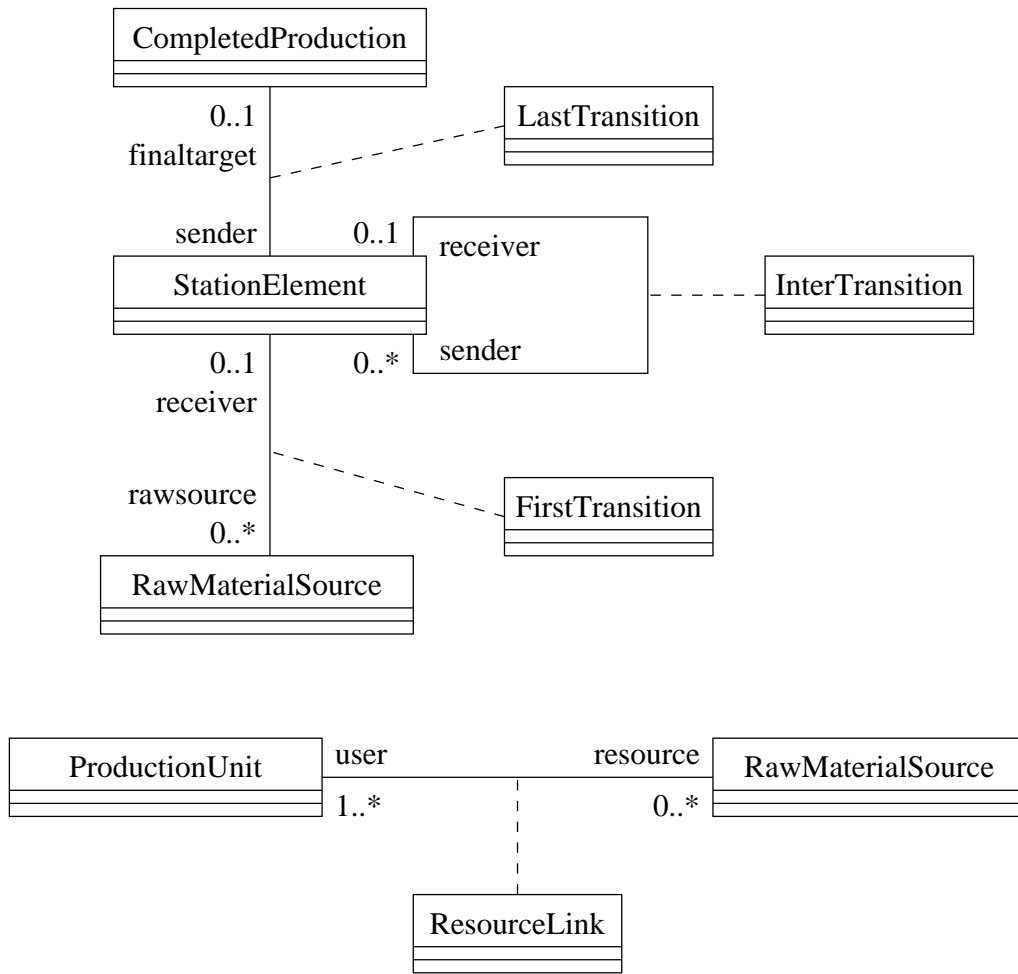 CompletedProduction
0..1
finaltarget
LastTransition
sender
0..1
receiver
StationElement
InterTransition
0..1
0..*
sender
receiver
rawsource
FirstTransition
0..*
RawMaterialSource
ProductionUnit
user
resource
RawMaterialSource
1..*
0..*
ResourceLink